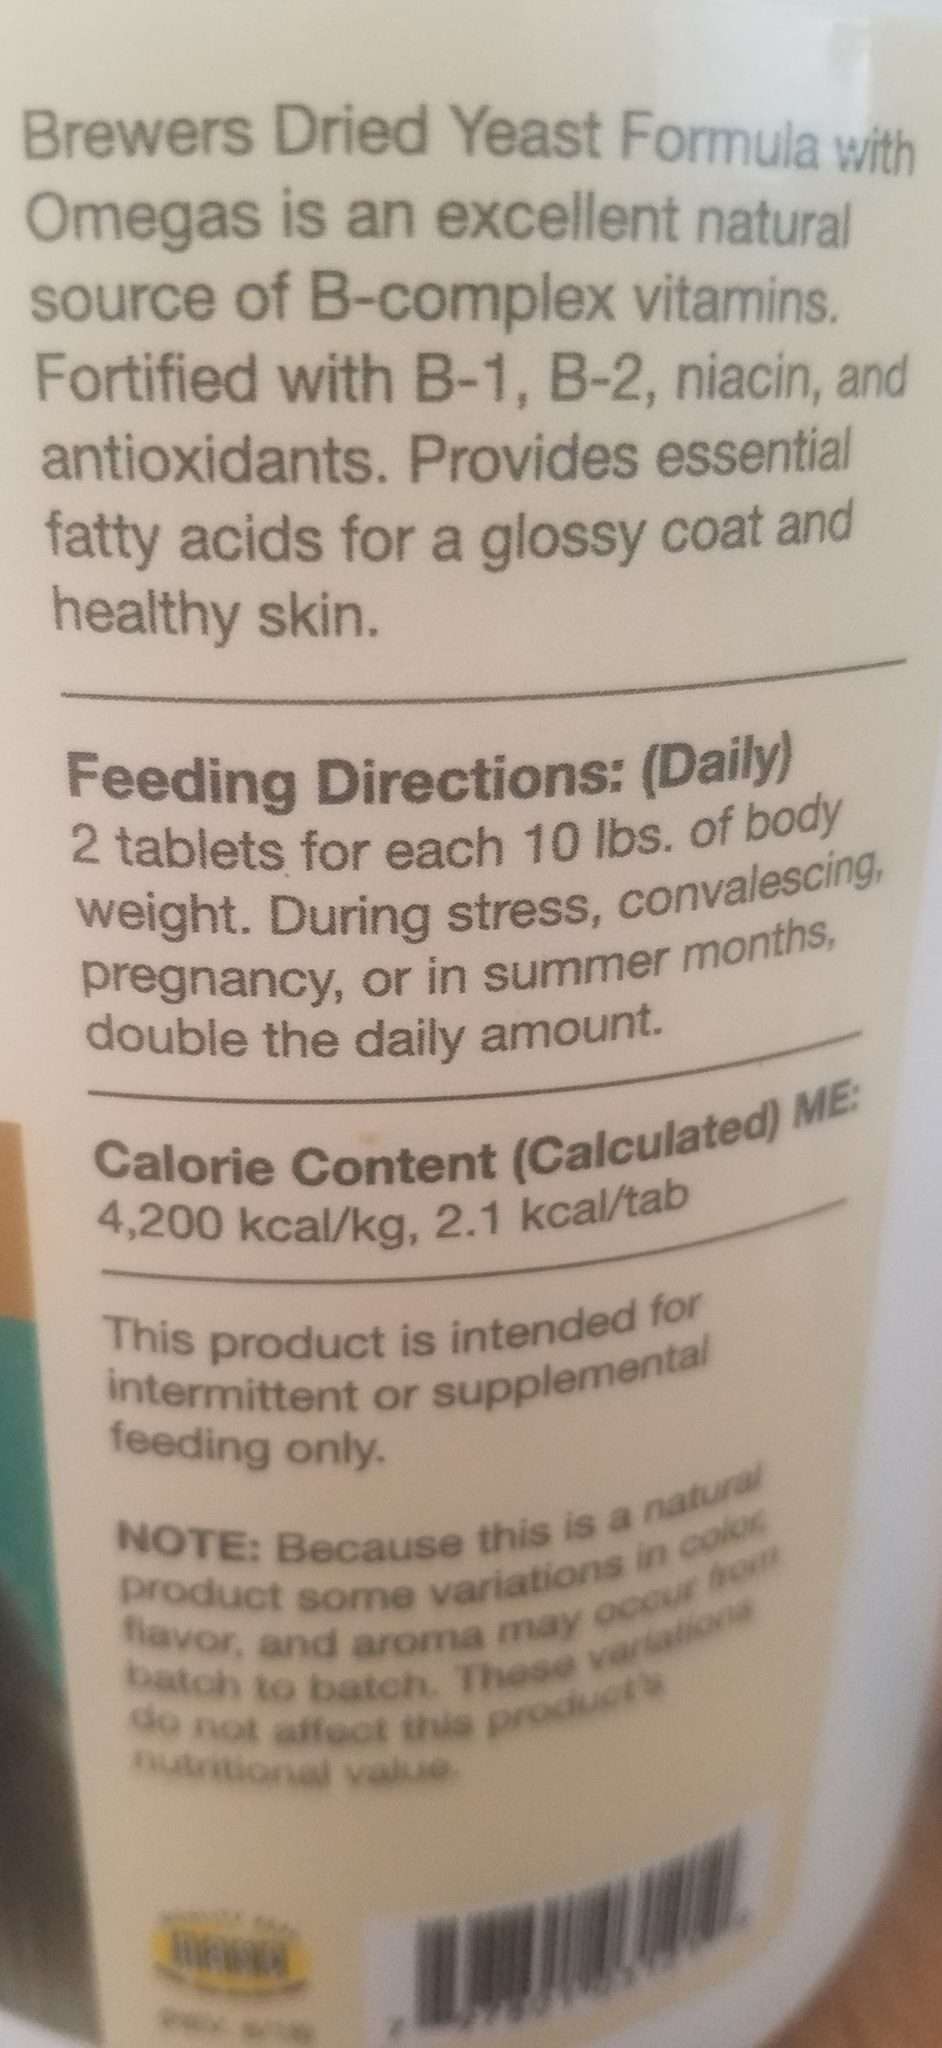 Brewers Dried Yeast Formula with
Omegas is an excellent natural
source of B-complex vitamins.
Fortified with B-1, B-2, niacin, and
antioxidants. Provides essential
fatty acids for a glossy coat and
healthy skin.
Feeding Directions: (Daily)
2 tablets for each 10 lbs. of body
weight. During stress, convalescing,
pregnancy, or in summer months,
double the daily amount.
Calorie Content (Calculated) ME:
4,200 kcal/kg, 2.1 kcal/tab
This product is intended for
intermittent or supplemental
feeding only.
NOTE: Because this is a natural
product some variations in color,
flavor, and aroma may occur from
batch to batch. These variations
do not affect this product's
nutritional value.